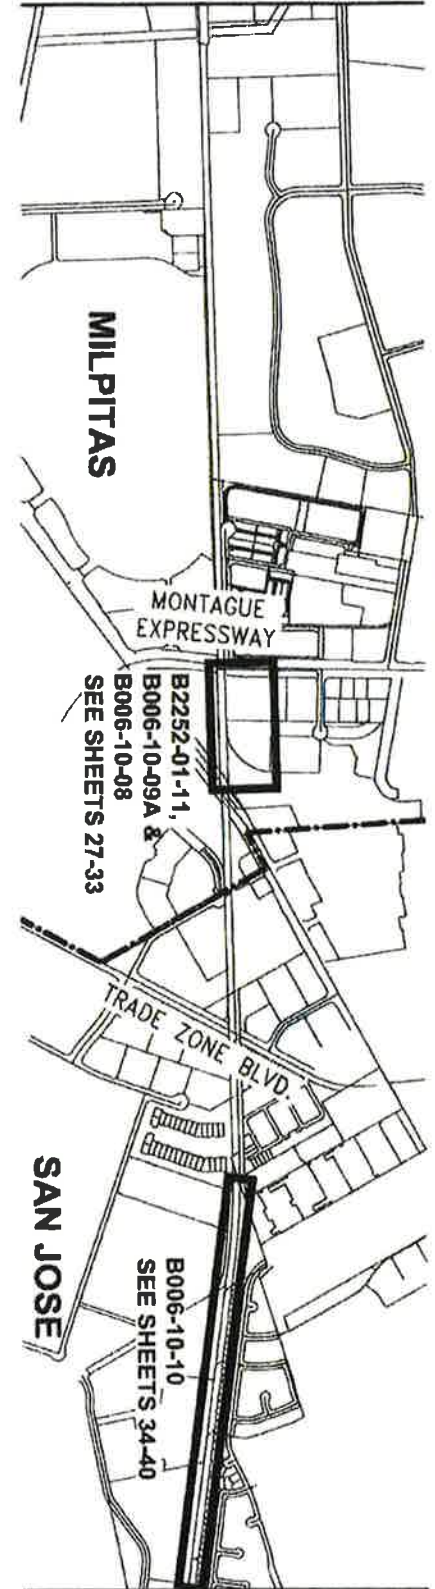 MILPITAS
MONTAGUE
EXPRESSWAY
B2252-01-11,
B006-10-09A &
B006-10-08
SEE SHEETS 27-33
TRADE ZONE BLVD.
SAN JOSE
B006-10-10
SEE SHEETS 34-40